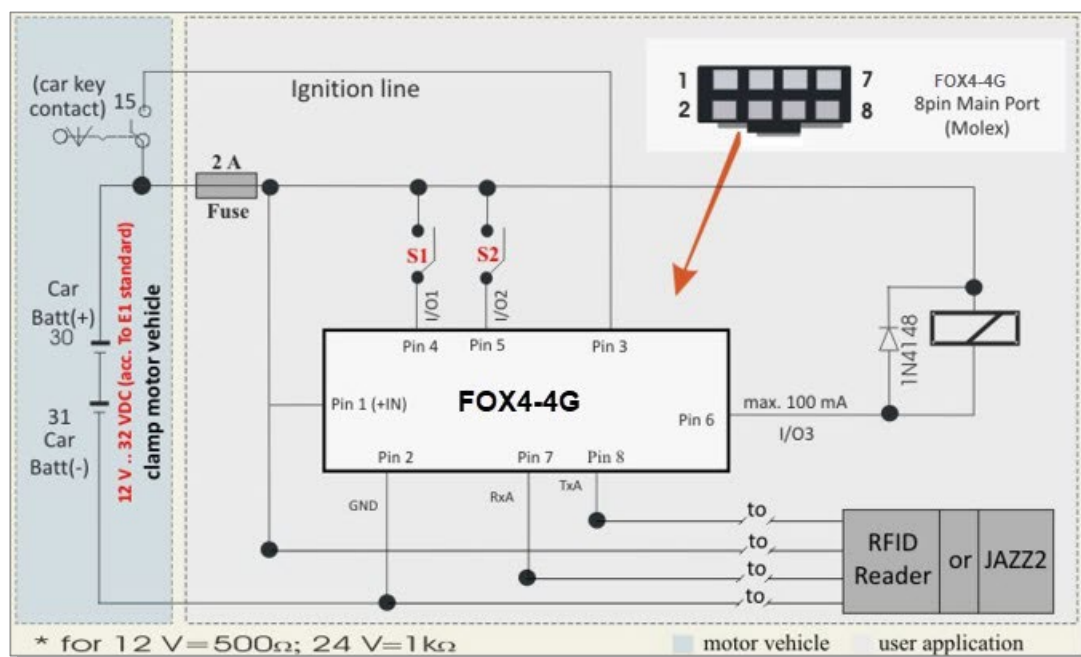 (car key
contact)
15
Ignition line
1
7
2
8
FOX4-4G
8pin Main Port
(Molex)
2 A
Fuse
S1
S2
I/O1
I/O2
Car
Batt(+)
30
31
Car
Batt(-)
12 V .. 32 VDC (acc. To E1 standard)
clamp motor vehicle
Pin 4
Pin 5
Pin 3
Pin 1 (+IN)
FOX4-4G
Pin 6
Pin 2
Pin 7
Pin 8
max. 100 mA
I/O3
1N4148
GND
RxA
TxA
to
to
to
to
RFID
Reader
or
JAZZ2
* for 12 V=500Ω; 24 V=1kΩ
motor vehicle
user application